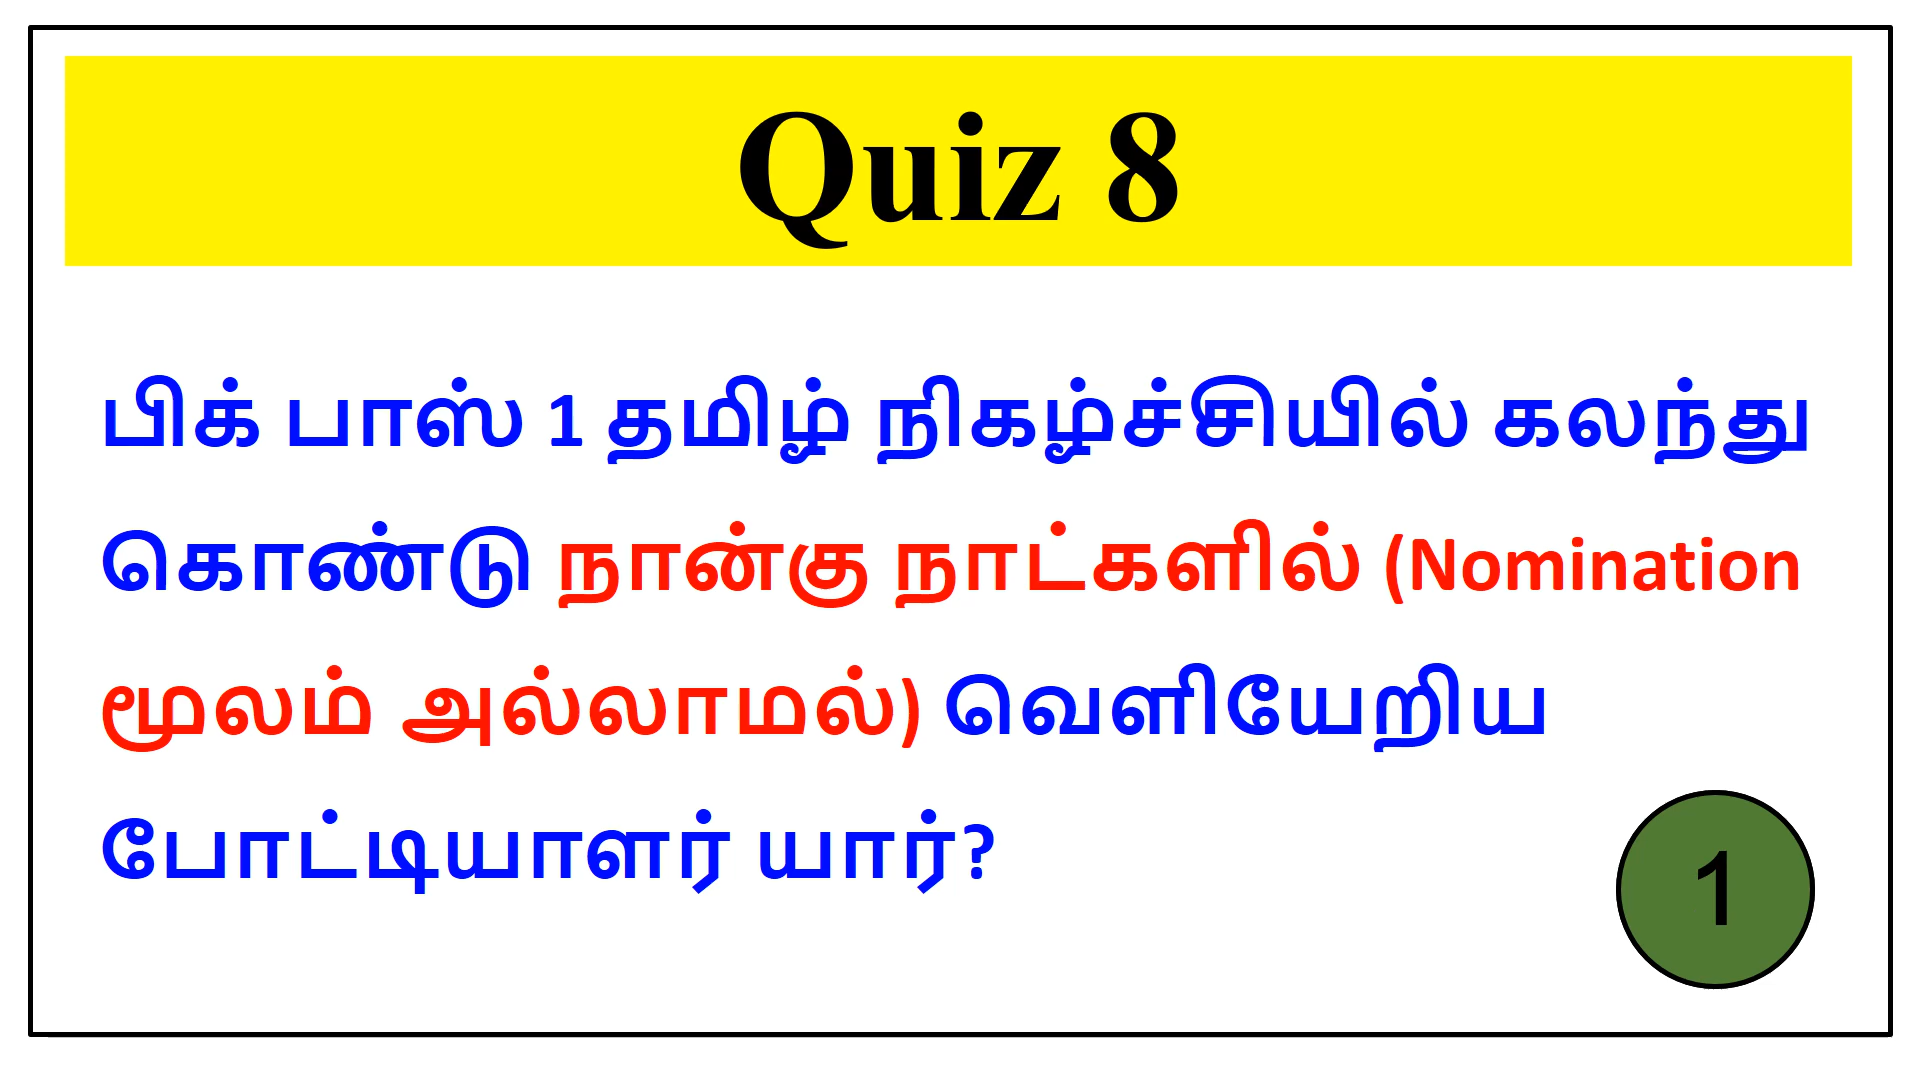 Quiz 8
பிக் பாஸ் 1 தமிழ் நிகழ்ச்சியில் கலந்து
கொண்டு நான்கு நாட்களில் (Nomination
மூலம் அல்லாமல்) வெளியேறிய
போட்டியாளர் யார்?
1